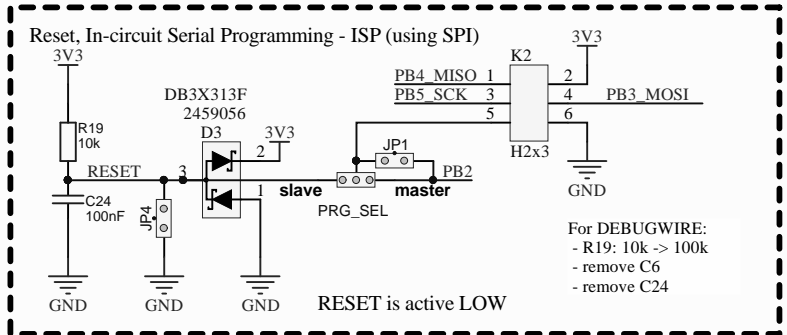 Reset, In-circuit Serial Programming - ISP (using SPI)
3V3
3V3
K2
PB4_MISO 1
2
PB5_SCK 3
4 PB3_MOSI
5
6
H2x3
GND
DB3X313F
2459056
D3
3V3
2
1
R19
10k
RESET
3
C24
100nF
JP4
JP1
slave
master
PB2
PRG_SEL
For DEBUGWIRE:
- R19: 10k -> 100k
- remove C6
- remove C24
GND
GND
GND
RESET is active LOW